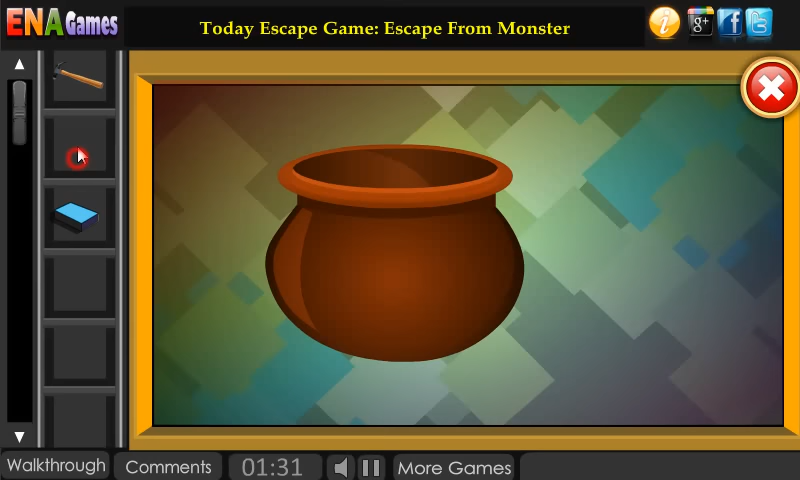 ENA Games
Today Escape Game: Escape From Monster
i g+ f t
Walkthrough Comments 01:31 More Games